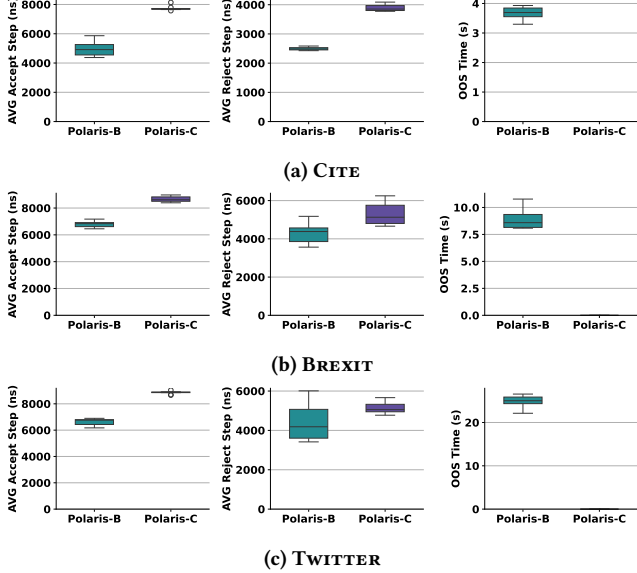 AVG Accept Step (ns)
8000
6000
4000
2000
0
Polaris-B Polaris-C
AVG Reject Step (ns)
4000
3000
2000
1000
0
Polaris-B Polaris-C
OOS Time (s)
4
3
2
1
0
Polaris-B Polaris-C
(a) CITE
AVG Accept Step (ns)
8000
6000
4000
2000
0
Polaris-B Polaris-C
AVG Reject Step (ns)
6000
4000
2000
0
Polaris-B Polaris-C
OOS Time (s)
10.0
7.5
5.0
2.5
0.0
Polaris-B Polaris-C
(b) BREXIT
AVG Accept Step (ns)
8000
6000
4000
2000
0
Polaris-B Polaris-C
AVG Reject Step (ns)
6000
4000
2000
0
Polaris-B Polaris-C
OOS Time (s)
20
10
0
Polaris-B Polaris-C
(c) TWITTER